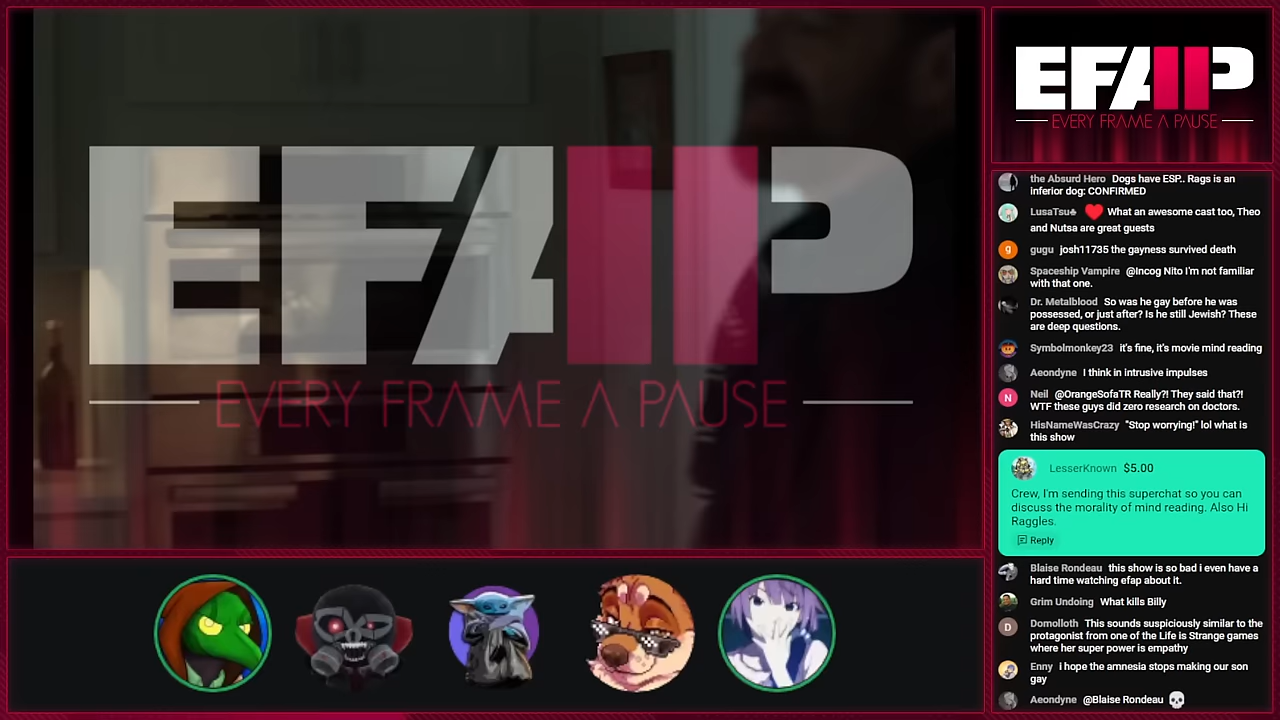 EFAP
EVERY FRAME A PAUSE
EFAP
EVERY FRAME A PAUSE
the Absurd Hero Dogs have ESP.. Rags is an
inferior dog: CONFIRMED
LusaTsu♣ ❤️ What an awesome cast too, Theo
and Nutsa are great guests
g
gugu josh11735 the gayness survived death
Spaceship Vampire @Incog Nito I'm not familiar
with that one.
Dr. Metalblood So was he gay before he was
possessed, or just after? Is he still Jewish? These
are deep questions.
Symbolmonkey23 it's fine, it's movie mind reading
Aeondyne I think in intrusive impulses
N
Neil @OrangeSofaTR Really?! They said that?!
WTF these guys did zero research on doctors.
HisNameWasCrazy "Stop worrying!" lol what is
this show
LesserKnown $5.00
Crew, I'm sending this superchat so you can
discuss the morality of mind reading. Also Hi
Raggles.
Reply
Blaise Rondeau this show is so bad i even have a
hard time watching efap about it.
Grim Undoing What kills Billy
D
Domolloth This sounds suspiciously similar to the
protagonist from one of the Life is Strange games
where her super power is empathy
Enny i hope the amnesia stops making our son
gay
Aeondyne @Blaise Rondeau 💀